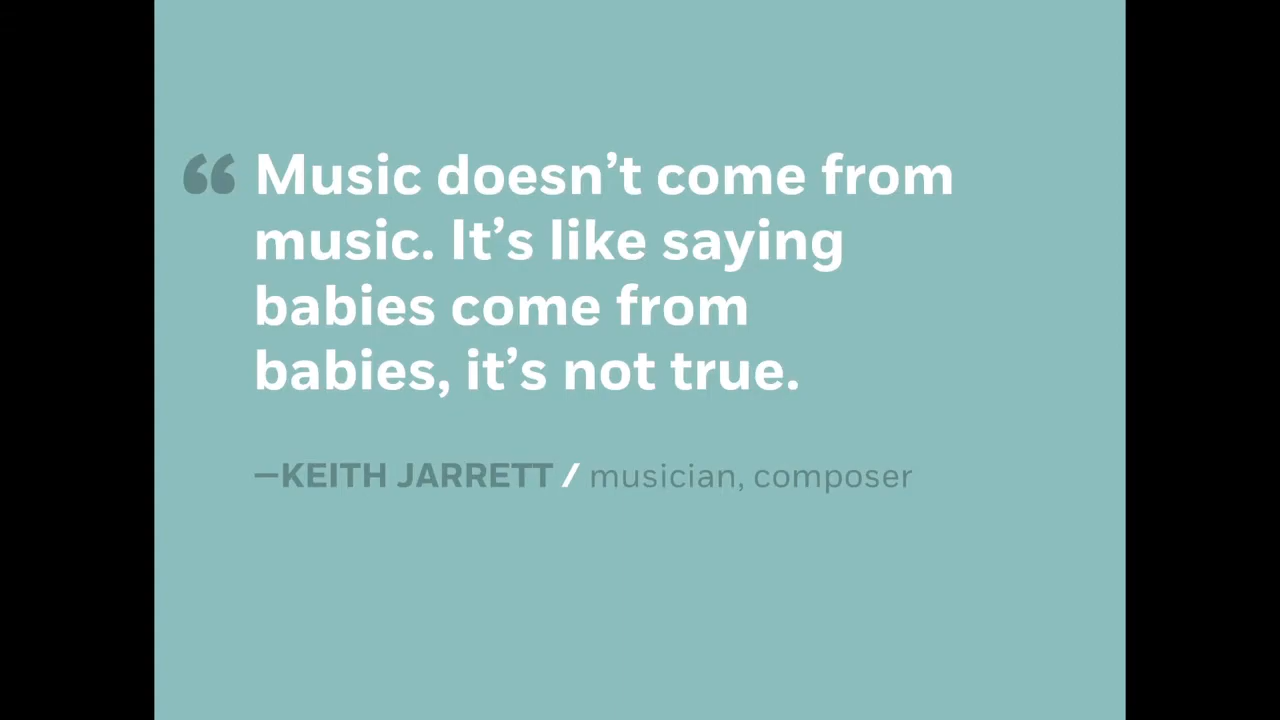 “ Music doesn’t come from
music. It’s like saying
babies come from
babies, it’s not true.
—KEITH JARRETT / musician, composer